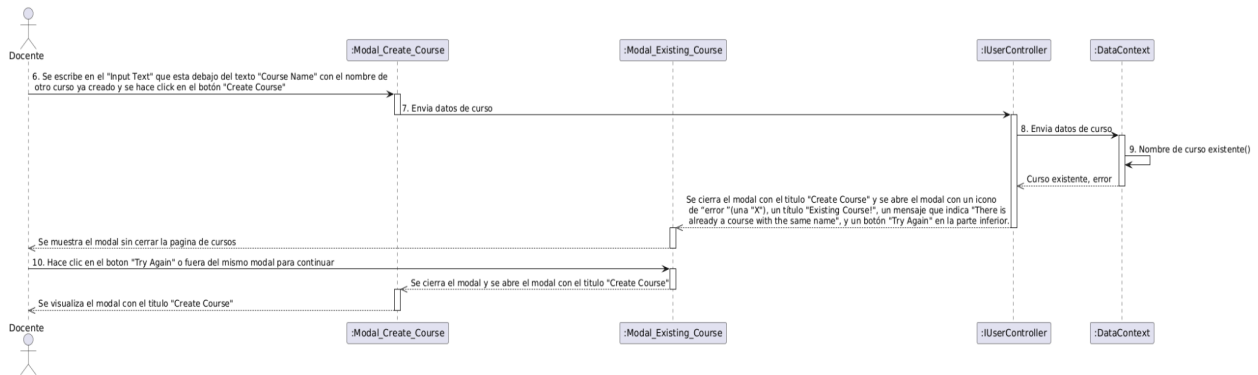 Docente
:Modal_Create_Course
:Modal_Existing_Course
:IUserController
:DataContext
6. Se escribe en el "Input Text" que esta debajo del texto "Course Name" con el nombre de
otro curso ya creado y se hace click en el botón "Create Course"
7. Envia datos de curso
8. Envia datos de curso
9. Nombre de curso existente()
Curso existente, error
Se cierra el modal con el titulo "Create Course" y se abre el modal con un icono
de "error "(una "X"), un título "Existing Course!", un mensaje que indica "There is
already a course with the same name", y un botón "Try Again" en la parte inferior.
Se muestra el modal sin cerrar la pagina de cursos
10. Hace clic en el boton "Try Again" o fuera del mismo modal para continuar
Se cierra el modal y se abre el modal con el titulo "Create Course"
Se visualiza el modal con el titulo "Create Course"
Docente
:Modal_Create_Course
:Modal_Existing_Course
:IUserController
:DataContext